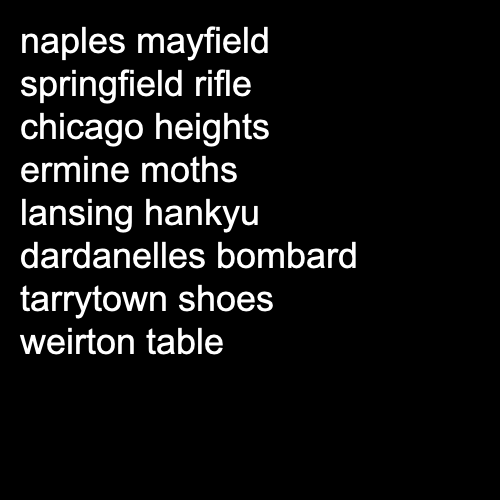 naples mayfield
springfield rifle
chicago heights
ermine moths
lansing hankyu
dardanelles bombard
tarrytown shoes
weirton table